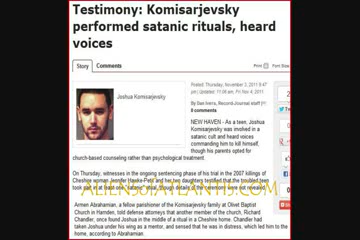 Testimony: Komisarjevsky
performed satanic rituals, heard
voices
Story
Comments
Joshua Komisarjevsky
Posted: Thursday, November 3, 2011 9:47
pm | Updated: 11:06 am, Fri Nov 4, 2011.
By Dan Ivers, Record-Journal staff
0 comments
NEW HAVEN - As a teen, Joshua
Komisarjevsky was involved in a
satanic cult and heard voices
commanding him to kill himself,
though his parents opted for
church-based counseling rather than psychological treatment.
On Thursday, witnesses in the ongoing sentencing phase of his trial in the 2007 killings of
Cheshire woman Jennifer Hawke-Petit and her two daughters testified that the troubled teen
took part in at least one "satanic" ritual, though details of the ceremony were not revealed.
ALIENSOFATLANTIS.COM
Armen Abrahamian, a fellow parishioner of the Komisarjevsky family at Olivet Baptist
Church in Hamden, told defense attorneys that another member of the church, Richard
Chandler, once found Joshua in the middle of a ritual in a Cheshire home. Chandler had
taken Joshua under his wing as a mentor, and sensed that he was in distress, which led him to the
home, according to Abrahamian.